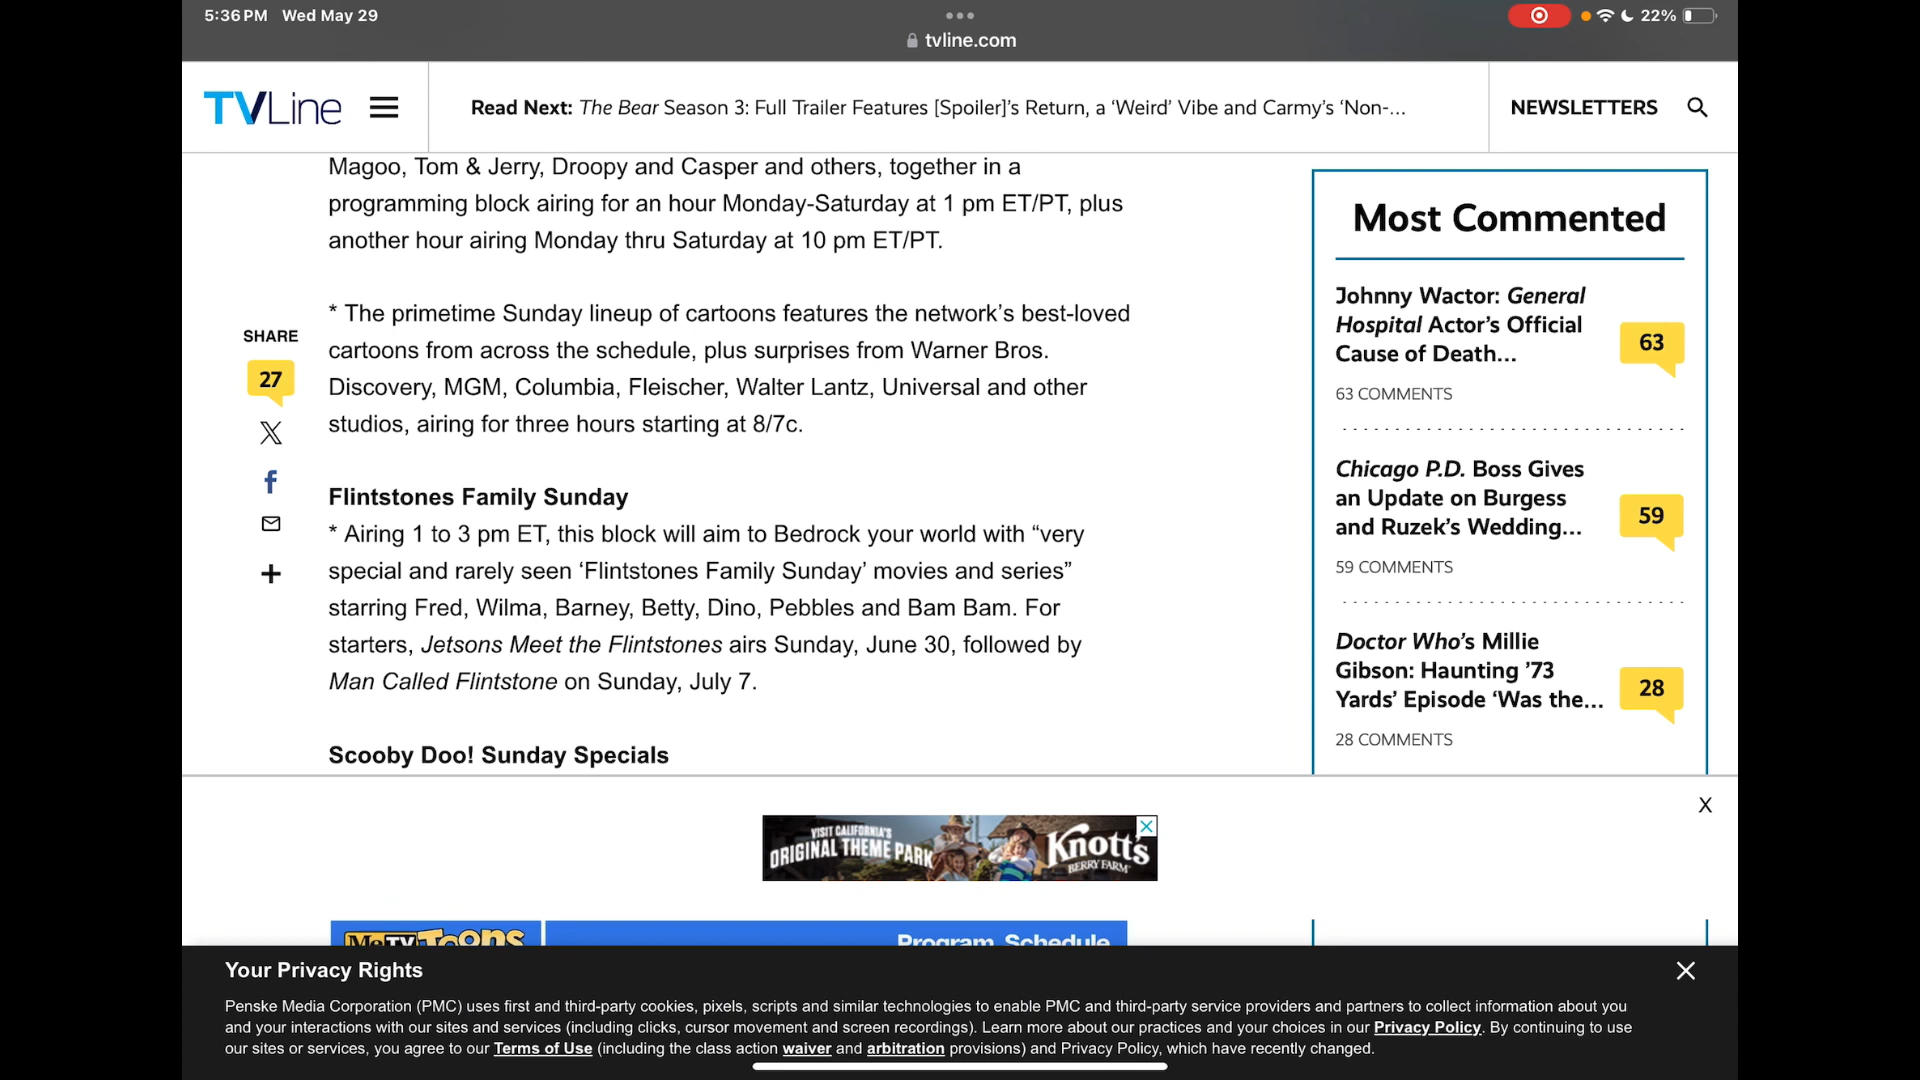 5:36 PM Wed May 29
22%
tvline.com
TVLine
Read Next: The Bear Season 3: Full Trailer Features [Spoiler]’s Return, a ‘Weird’ Vibe and Carmy’s ‘Non-...
NEWSLETTERS
Magoo, Tom & Jerry, Droopy and Casper and others, together in a
programming block airing for an hour Monday-Saturday at 1 pm ET/PT, plus
another hour airing Monday thru Saturday at 10 pm ET/PT.
* The primetime Sunday lineup of cartoons features the network’s best-loved
cartoons from across the schedule, plus surprises from Warner Bros.
Discovery, MGM, Columbia, Fleischer, Walter Lantz, Universal and other
studios, airing for three hours starting at 8/7c.
SHARE
27
Flintstones Family Sunday
* Airing 1 to 3 pm ET, this block will aim to Bedrock your world with “very
special and rarely seen ‘Flintstones Family Sunday’ movies and series”
starring Fred, Wilma, Barney, Betty, Dino, Pebbles and Bam Bam. For
starters, Jetsons Meet the Flintstones airs Sunday, June 30, followed by
Man Called Flintstone on Sunday, July 7.
Scooby Doo! Sunday Specials
Most Commented
Johnny Wactor: General
Hospital Actor’s Official
Cause of Death...
63
63 COMMENTS
Chicago P.D. Boss Gives
an Update on Burgess
and Ruzek’s Wedding...
59
59 COMMENTS
Doctor Who’s Millie
Gibson: Haunting ’73
Yards’ Episode ‘Was the...
28
28 COMMENTS
X
VISIT CALIFORNIA'S
ORIGINAL THEME PARK
Knott's
BERRY FARM
MeTV Toons
Program Schedule
Your Privacy Rights
Penske Media Corporation (PMC) uses first and third-party cookies, pixels, scripts and similar technologies to enable PMC and third-party service providers and partners to collect information about you
and your interactions with our sites and services (including clicks, cursor movement and screen recordings). Learn more about our practices and your choices in our Privacy Policy. By continuing to use
our sites or services, you agree to our Terms of Use (including the class action waiver and arbitration provisions) and Privacy Policy, which have recently changed.